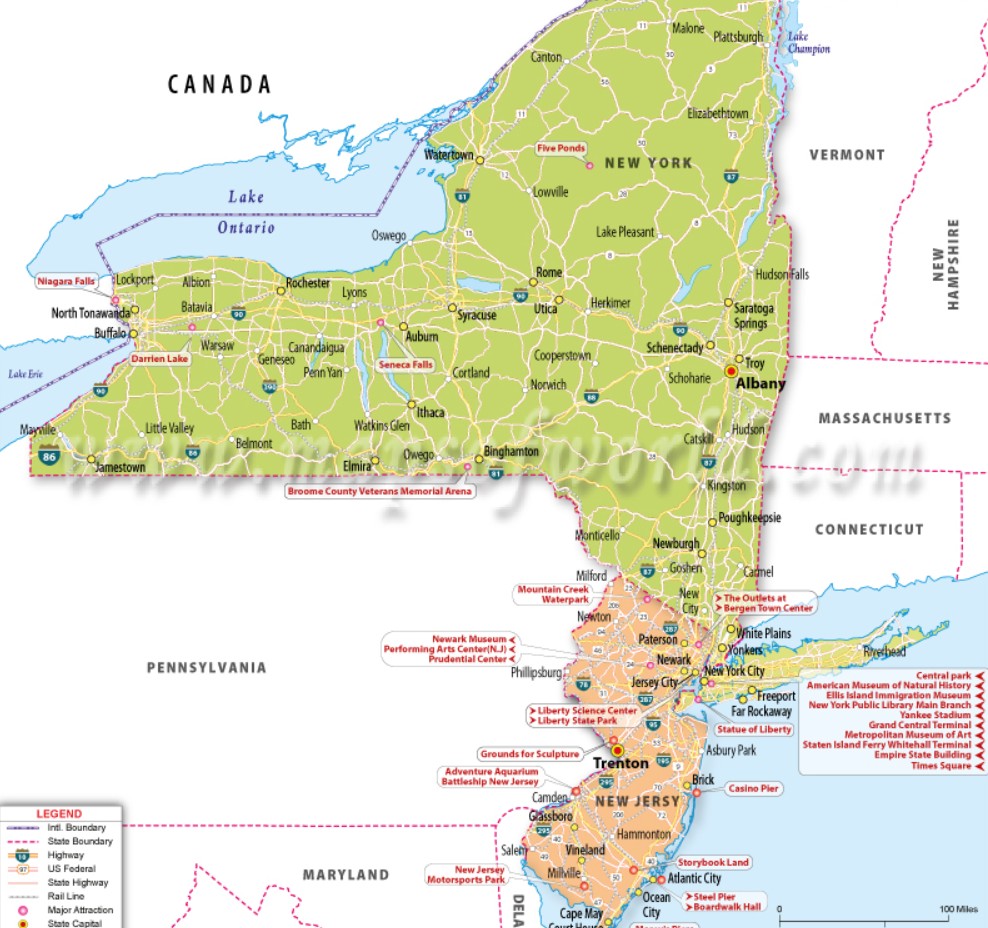 CANADA
Malone
Plattsburgh
Lake
Champion
Canton
Elizabethtown
Watertown
Five Ponds
NEW YORK
VERMONT
Lowville
Lake
Ontario
Oswego
Lake Pleasant
NEW
HAMPSHIRE
Niagara Falls
Lockport
Albion
Rochester
Lyons
Rome
Hudson Falls
North Tonawanda
Batavia
Syracuse
Utica
Herkimer
Saratoga
Springs
Buffalo
Auburn
Darrien Lake
Warsaw
Geneseo
Canandaigua
Penn Yan
Seneca Falls
Cooperstown
Schenectady
Troy
Lake Erie
Cortland
Norwich
Schoharie
Albany
Mayville
Little Valley
Belmont
Bath
Watkins Glen
Ithaca
Catskill
Hudson
MASSACHUSETTS
86
Jamestown
Elmira
Owego
Binghamton
www.mapsofworld.com
Broome County Veterans Memorial Arena
Kingston
Poughkeepsie
CONNECTICUT
Monticello
Newburgh
Goshen
Carmel
Milford
Mountain Creek
Waterpark
New
City
The Outlets at
Bergen Town Center
Newton
Paterson
White Plains
Yonkers
Riverhead
Newark Museum
Performing Arts Center(N.J)
Prudential Center
Newark
New York City
PENNSYLVANIA
Phillipsburg
Jersey City
Freeport
Far Rockaway
Central park
American Museum of Natural History
Ellis Island Immigration Museum
New York Public Library Main Branch
Yankee Stadium
Grand Central Terminal
Metropolitan Museum of Art
Staten Island Ferry Whitehall Terminal
Empire State Building
Times Square
Liberty Science Center
Liberty State Park
Statue of Liberty
Grounds for Sculpture
Trenton
Asbury Park
Adventure Aquarium
Battleship New Jersey
Brick
Casino Pier
Camden
NEW JERSY
Glassboro
Hammonton
Salem
Vineland
Storybook Land
MARYLAND
New Jersey
Motorsports Park
Millville
Atlantic City
Steel Pier
Boardwalk Hall
Ocean
City
DELA
Cape May
Court House
LEGEND
Intl. Boundary
State Boundary
Highway
US Federal
State Highway
Rail Line
Major Attraction
State Capital
0
100 Miles